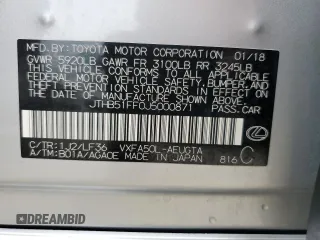 MFD.BY:TOYOTA MOTOR CORPORATION 01/18
GVWR 5920LB GAWR FR 3100LB RR 3245LB
THIS VEHICLE CONFORMS TO ALL APPLICABLE
FEDERAL MOTOR VEHICLE SAFETY, BUMPER, AND
THEFT PREVENTION STANDARDS IN EFFECT ON
THE DATE OF MANUFACTURE SHOWN ABOVE.
JTHB51FF0J5000871
PASS.CAR
C/TR:1J2/LF36 VXFA50L-AEUGTA
A/TM:B01A/AGA0E MADE IN JAPAN 816 C
LEXUS
DREAMBID